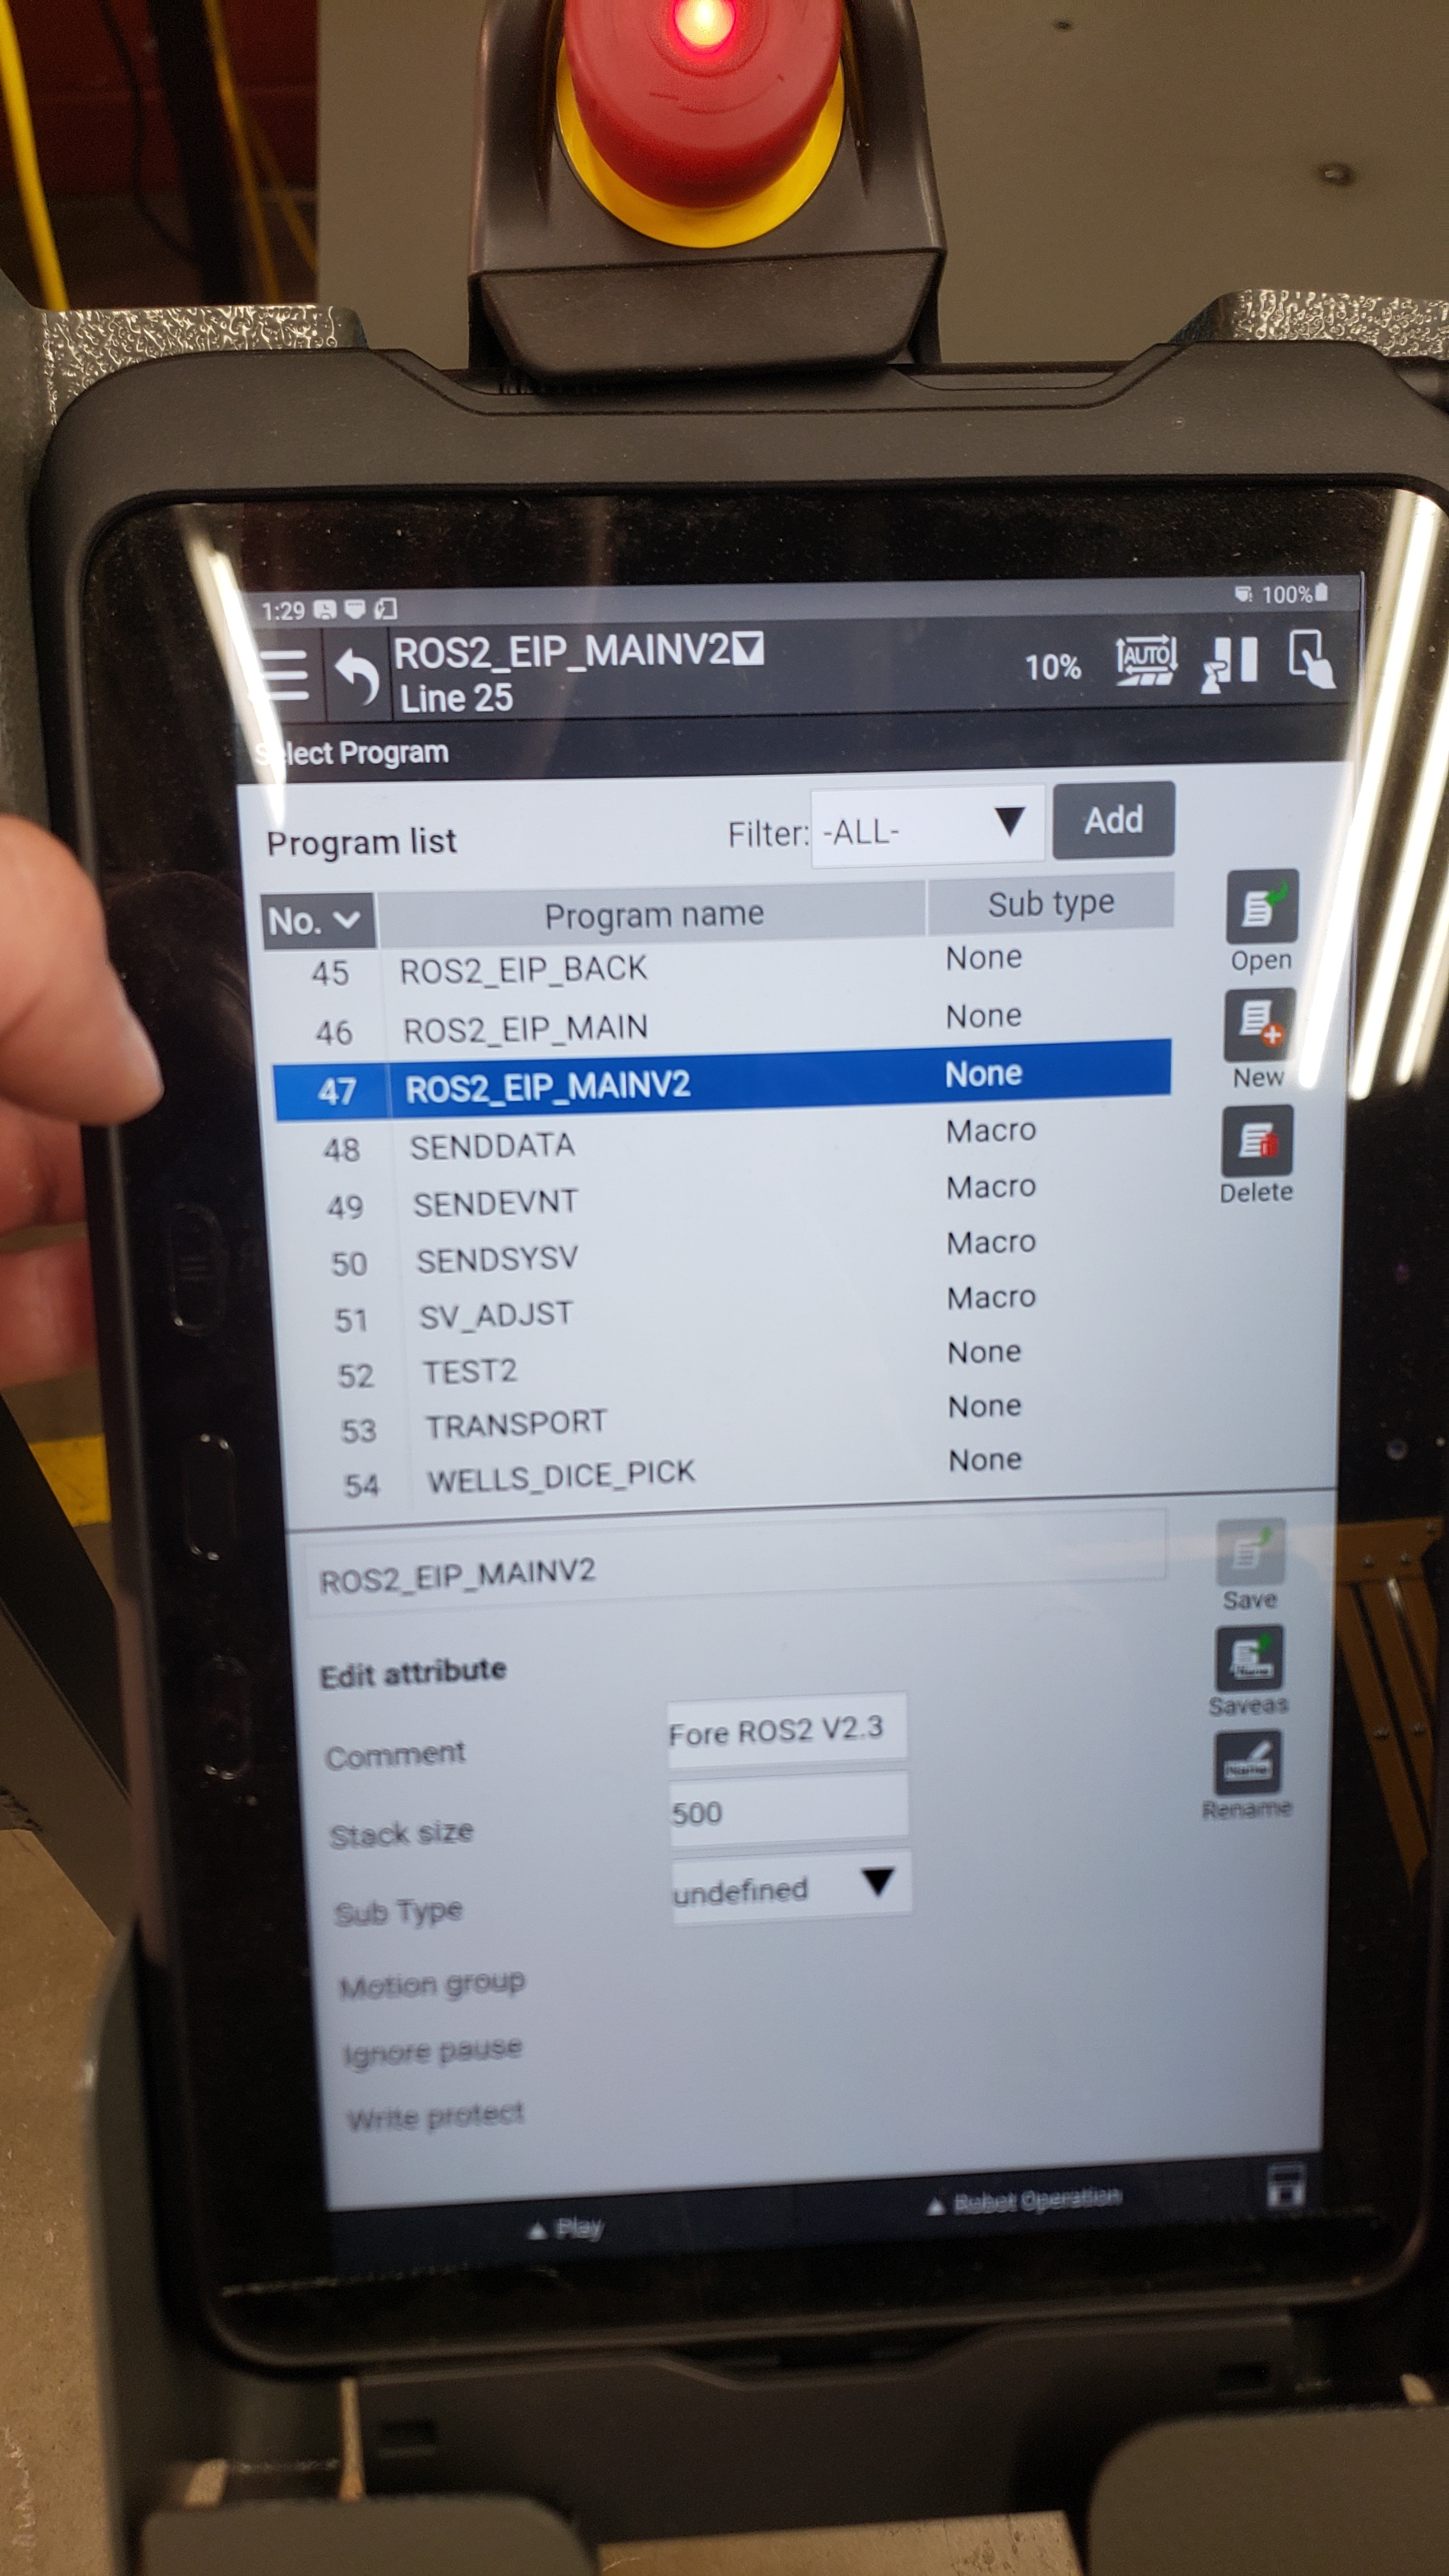 1:29 100%
ROS2_EIP_MAINV2
Line 25
10% AUTO
Select Program
Program list Filter: -ALL- Add
No. Program name Sub type
45 ROS2_EIP_BACK None
46 ROS2_EIP_MAIN None
47 ROS2_EIP_MAINV2 None
48 SENDDATA Macro
49 SENDEVNT Macro
50 SENDSYSV Macro
51 SV_ADJST Macro
52 TEST2 None
53 TRANSPORT None
54 WELLS_DICE_PICK None
Open
New
Delete
ROS2_EIP_MAINV2
Edit attribute
Comment Fore ROS2 V2.3
Stack size 500
Sub Type undefined
Motion group
Ignore pause
Write protect
Save
Name
Saveas
Name
Rename
Play Robot Operation